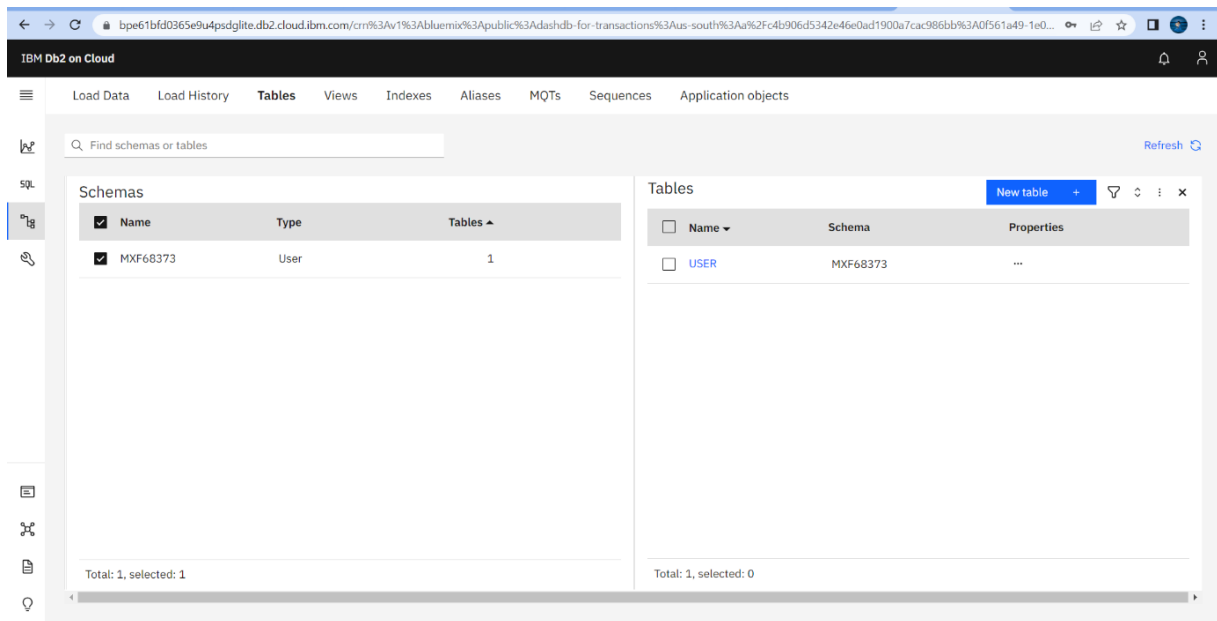 bpe61bfd0365e9u4psdglite.db2.cloud.ibm.com/crn%3Av1%3Abluemix%3Apublic%3Adashdb-for-transactions%3Aus-south%3Aa%2Fc4b906d5342e46e0ad1900a7cac986bb%3A0f561a49-1e0...
IBM Db2 on Cloud
Load Data Load History Tables Views Indexes Aliases MQTs Sequences Application objects
Find schemas or tables
Refresh
SQL
Schemas
Name Type Tables
MXF68373 User 1
Total: 1, selected: 1
Tables
New table +
Name Schema Properties
USER MXF68373 ...
Total: 1, selected: 0